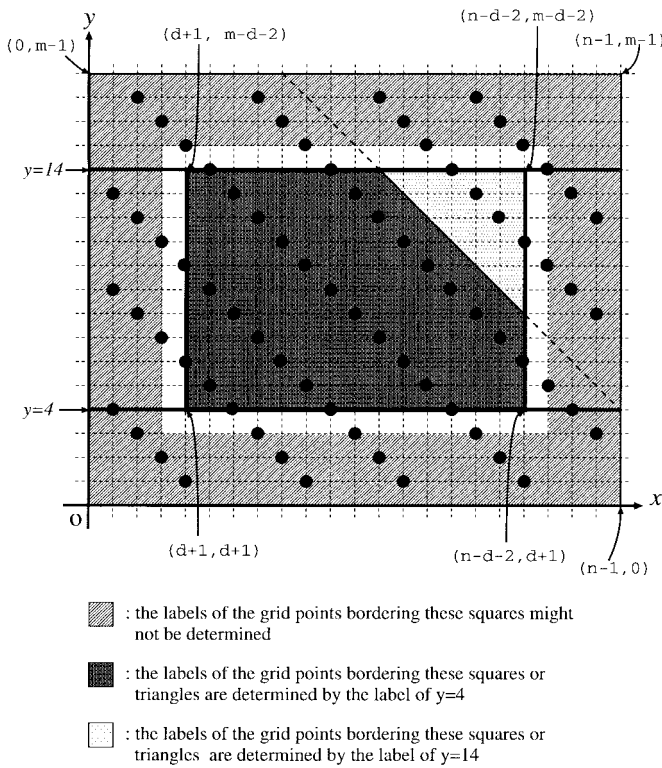 y
(d+1, m-d-2)
(n-d-2,m-d-2)
(0,m-1)
(n-1,m-1)
y=14
y=4
O
x
(d+1,d+1)
(n-d-2,d+1)
(n-1,0)
: the labels of the grid points bordering these squares might
not be determined
: the labels of the grid points bordering these squares or
triangles are determined by the label of y=4
: the labels of the grid points bordering these squares or
triangles are determined by the label of y=14